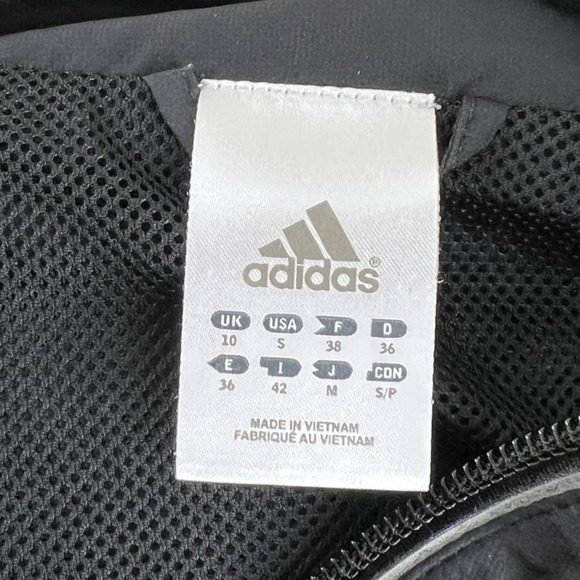 adidas®
UK USA F D
10 S 38 36
E I J CDN
36 42 M S/P
MADE IN VIETNAM
FABRIQUÉ AU VIETNAM